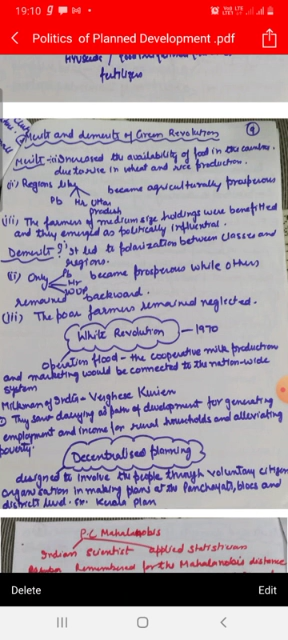 19:10
Politics of Planned Development .pdf
fertilizers
Merits and demerits of Green Revolution
9
Merits - (i) Increased the availability of food in the countries.
due to rise in wheat and rice production.
(ii) Regions like became agriculturally prosperous
Pb Hr Uttar
Pradesh
(iii) The farmers of medium size holdings were benefitted
and they emerged as politically influential.
Demerits It led to polarization between classes and
regions.
(ii) Only Pb
Hr
WUP
became prosperous while others
remained backward.
(iii) The poor farmers remained neglected.
White Revolution - 1970
Operation flood - the cooperative milk production
and marketing would be connected to the nation-wide
system
Milkman of India - Verghese Kurien
They saw dairying as path of development for generating
employment and income for rural households and alleviating
poverty.
Decentralised planning
designed to involve the people through voluntary citizen
organisation in making plans at the Panchayats, blocs and
district level. Kerala plan
P.C Mahalanobis
Indian Scientist applied statistician
Remembered for the Mahalanobis distance
Delete
Edit